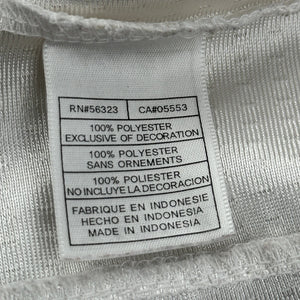 RN#56323 CA#05553
100% POLYESTER
EXCLUSIVE OF DECORATION
100% POLYESTER
SANS ORNEMENTS
100% POLIESTER
NO INCLUYE LA DECORACION
FABRIQUE EN INDONESIE
HECHO EN INDONESIA
MADE IN INDONESIA